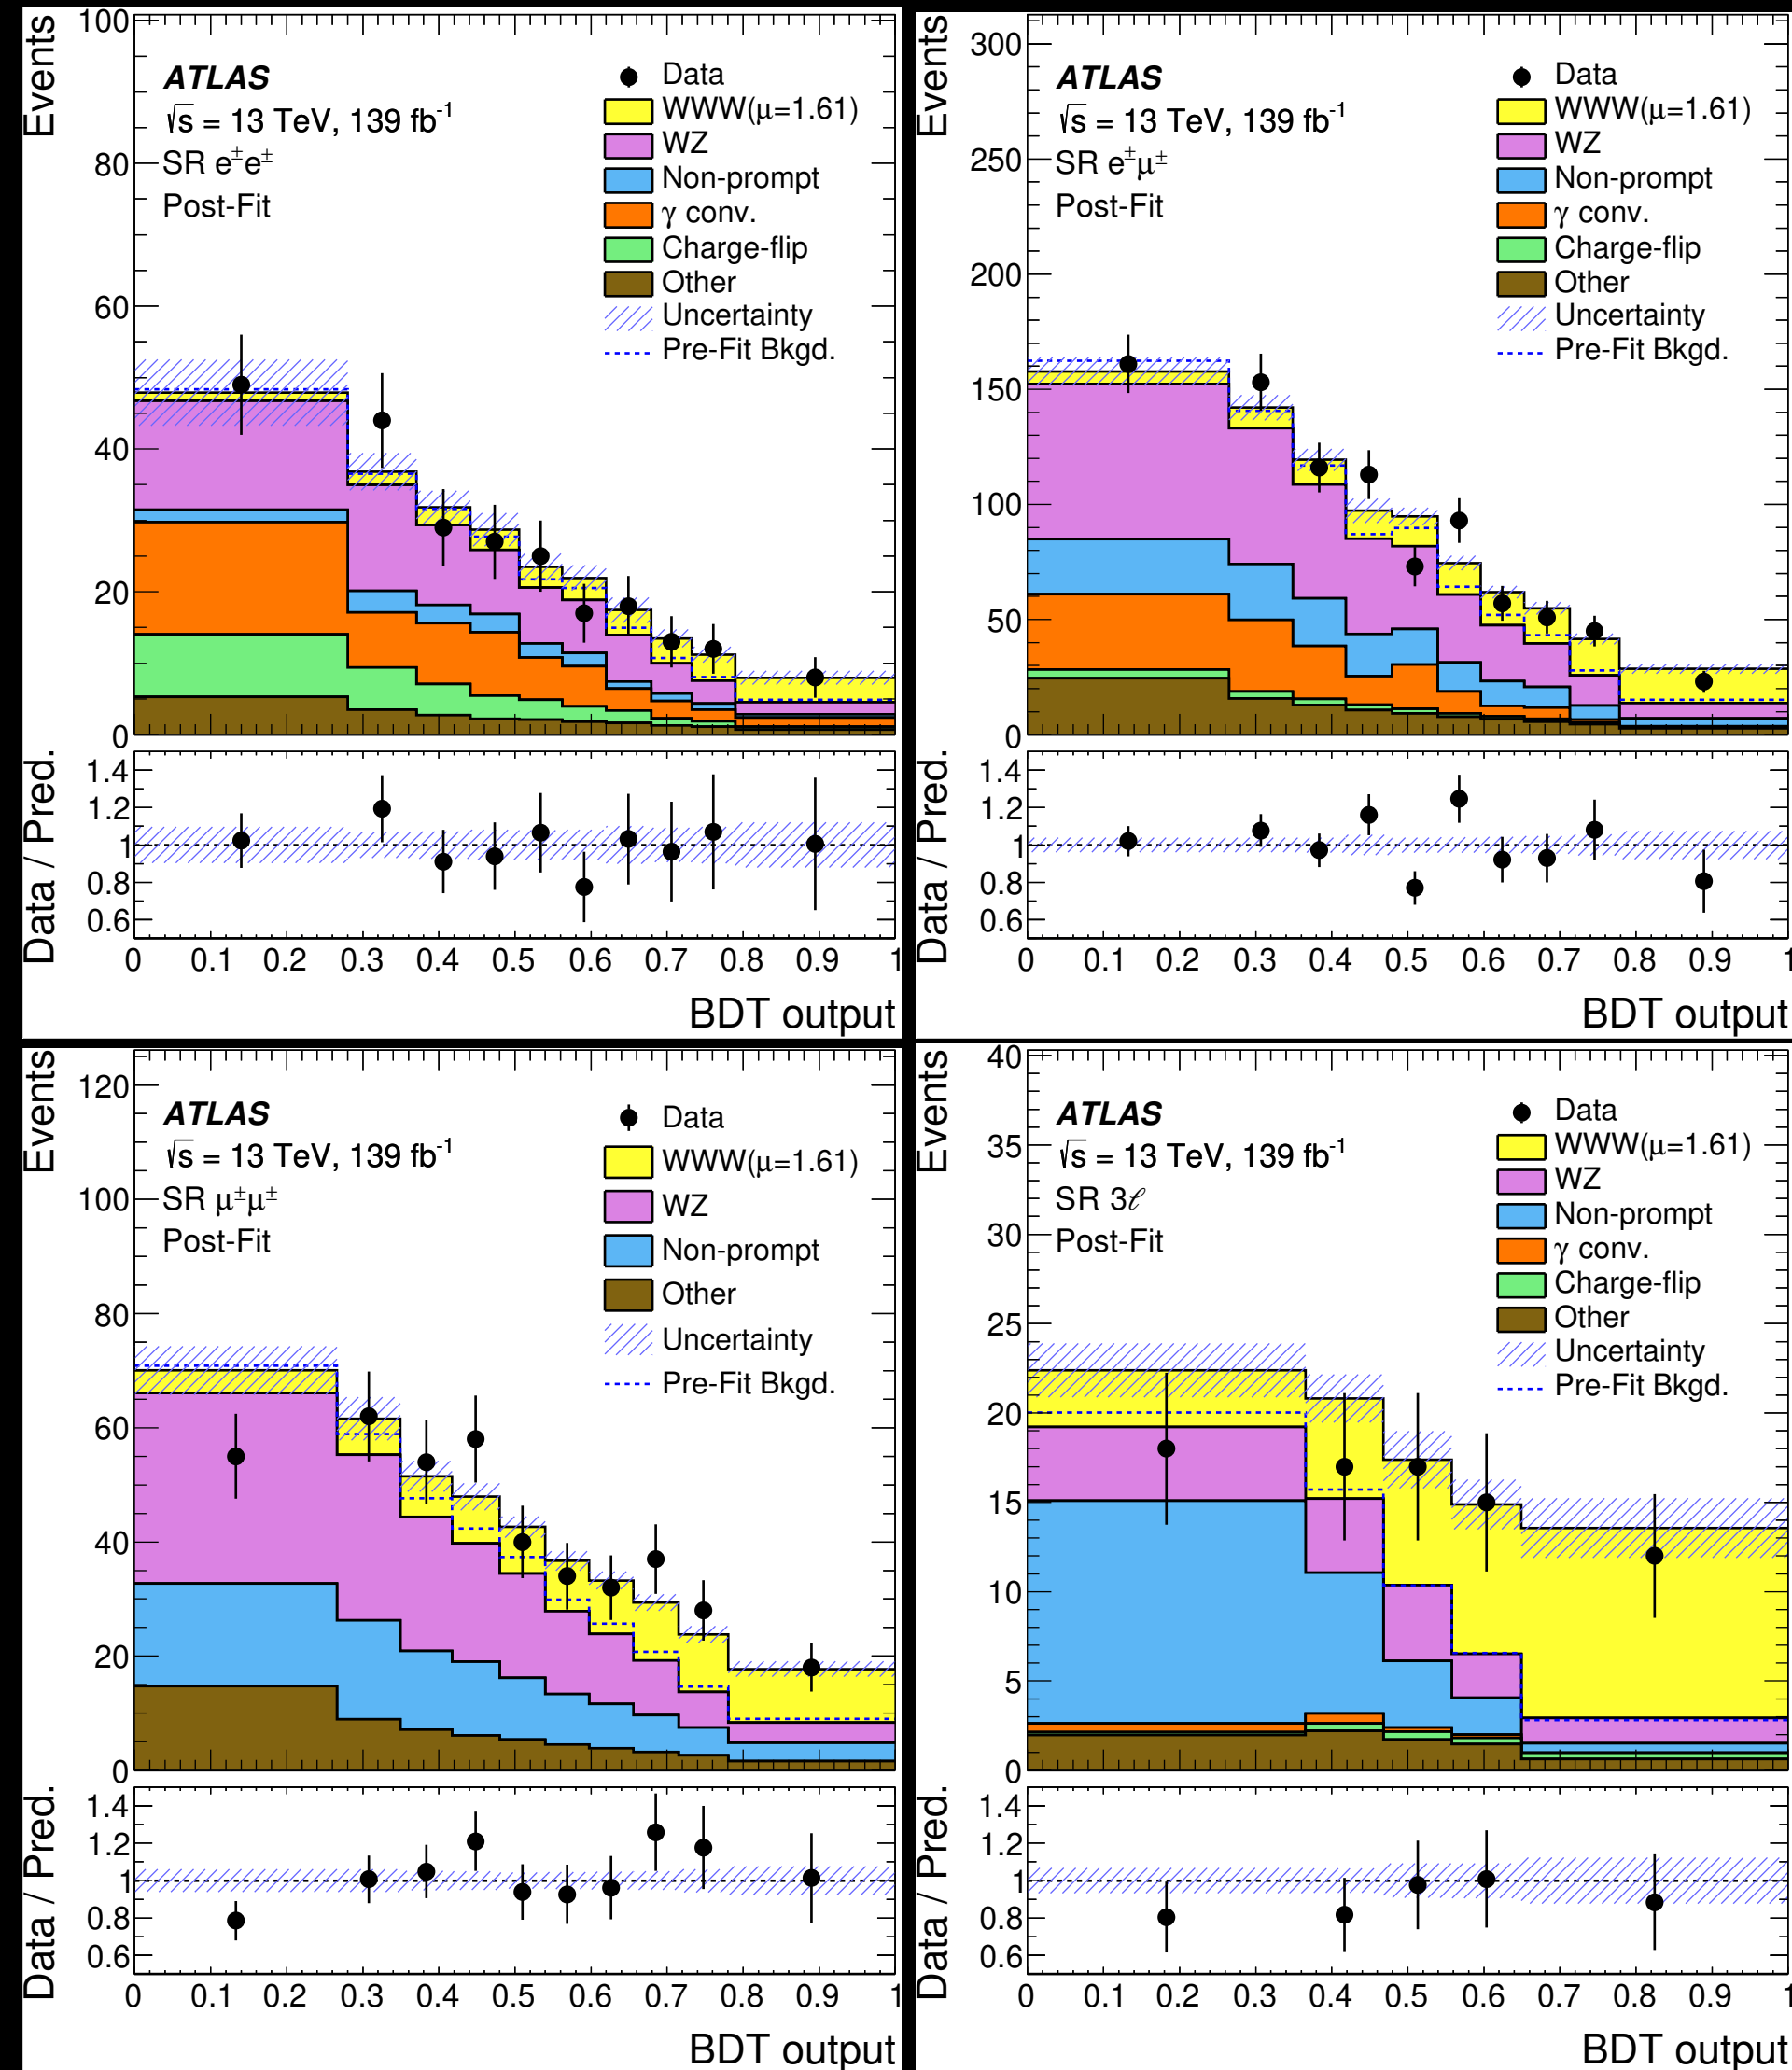 Events
100
80
60
40
20
0
ATLAS
√s = 13 TeV, 139 fb⁻¹
SR e±e±
Post-Fit
Data
WWW(μ=1.61)
WZ
Non-prompt
γ conv.
Charge-flip
Other
Uncertainty
Pre-Fit Bkgd.
Data / Pred.
1.4
1.2
1
0.8
0.6
0 0.1 0.2 0.3 0.4 0.5 0.6 0.7 0.8 0.9 1
BDT output
Events
300
250
200
150
100
50
0
ATLAS
√s = 13 TeV, 139 fb⁻¹
SR e±μ±
Post-Fit
Data
WWW(μ=1.61)
WZ
Non-prompt
γ conv.
Charge-flip
Other
Uncertainty
Pre-Fit Bkgd.
Data / Pred.
1.4
1.2
1
0.8
0.6
0 0.1 0.2 0.3 0.4 0.5 0.6 0.7 0.8 0.9 1
BDT output
Events
120
100
80
60
40
20
0
ATLAS
√s = 13 TeV, 139 fb⁻¹
SR μ±μ±
Post-Fit
Data
WWW(μ=1.61)
WZ
Non-prompt
Other
Uncertainty
Pre-Fit Bkgd.
Data / Pred.
1.4
1.2
1
0.8
0.6
0 0.1 0.2 0.3 0.4 0.5 0.6 0.7 0.8 0.9 1
BDT output
Events
40
35
30
25
20
15
10
5
0
ATLAS
√s = 13 TeV, 139 fb⁻¹
SR 3ℓ
Post-Fit
Data
WWW(μ=1.61)
WZ
Non-prompt
γ conv.
Charge-flip
Other
Uncertainty
Pre-Fit Bkgd.
Data / Pred.
1.4
1.2
1
0.8
0.6
0 0.1 0.2 0.3 0.4 0.5 0.6 0.7 0.8 0.9 1
BDT output